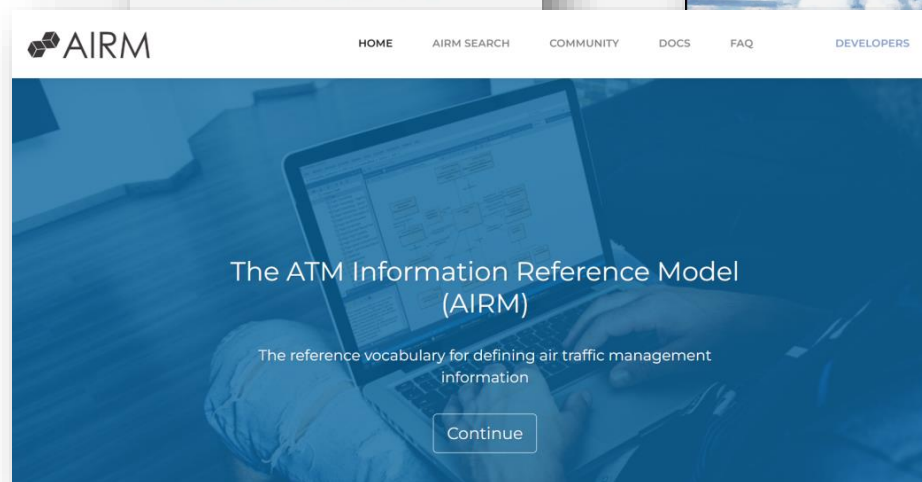 AIRM
HOME AIRM SEARCH COMMUNITY DOCS FAQ DEVELOPERS
The ATM Information Reference Model
(AIRM)
The reference vocabulary for defining air traffic management
information
Continue